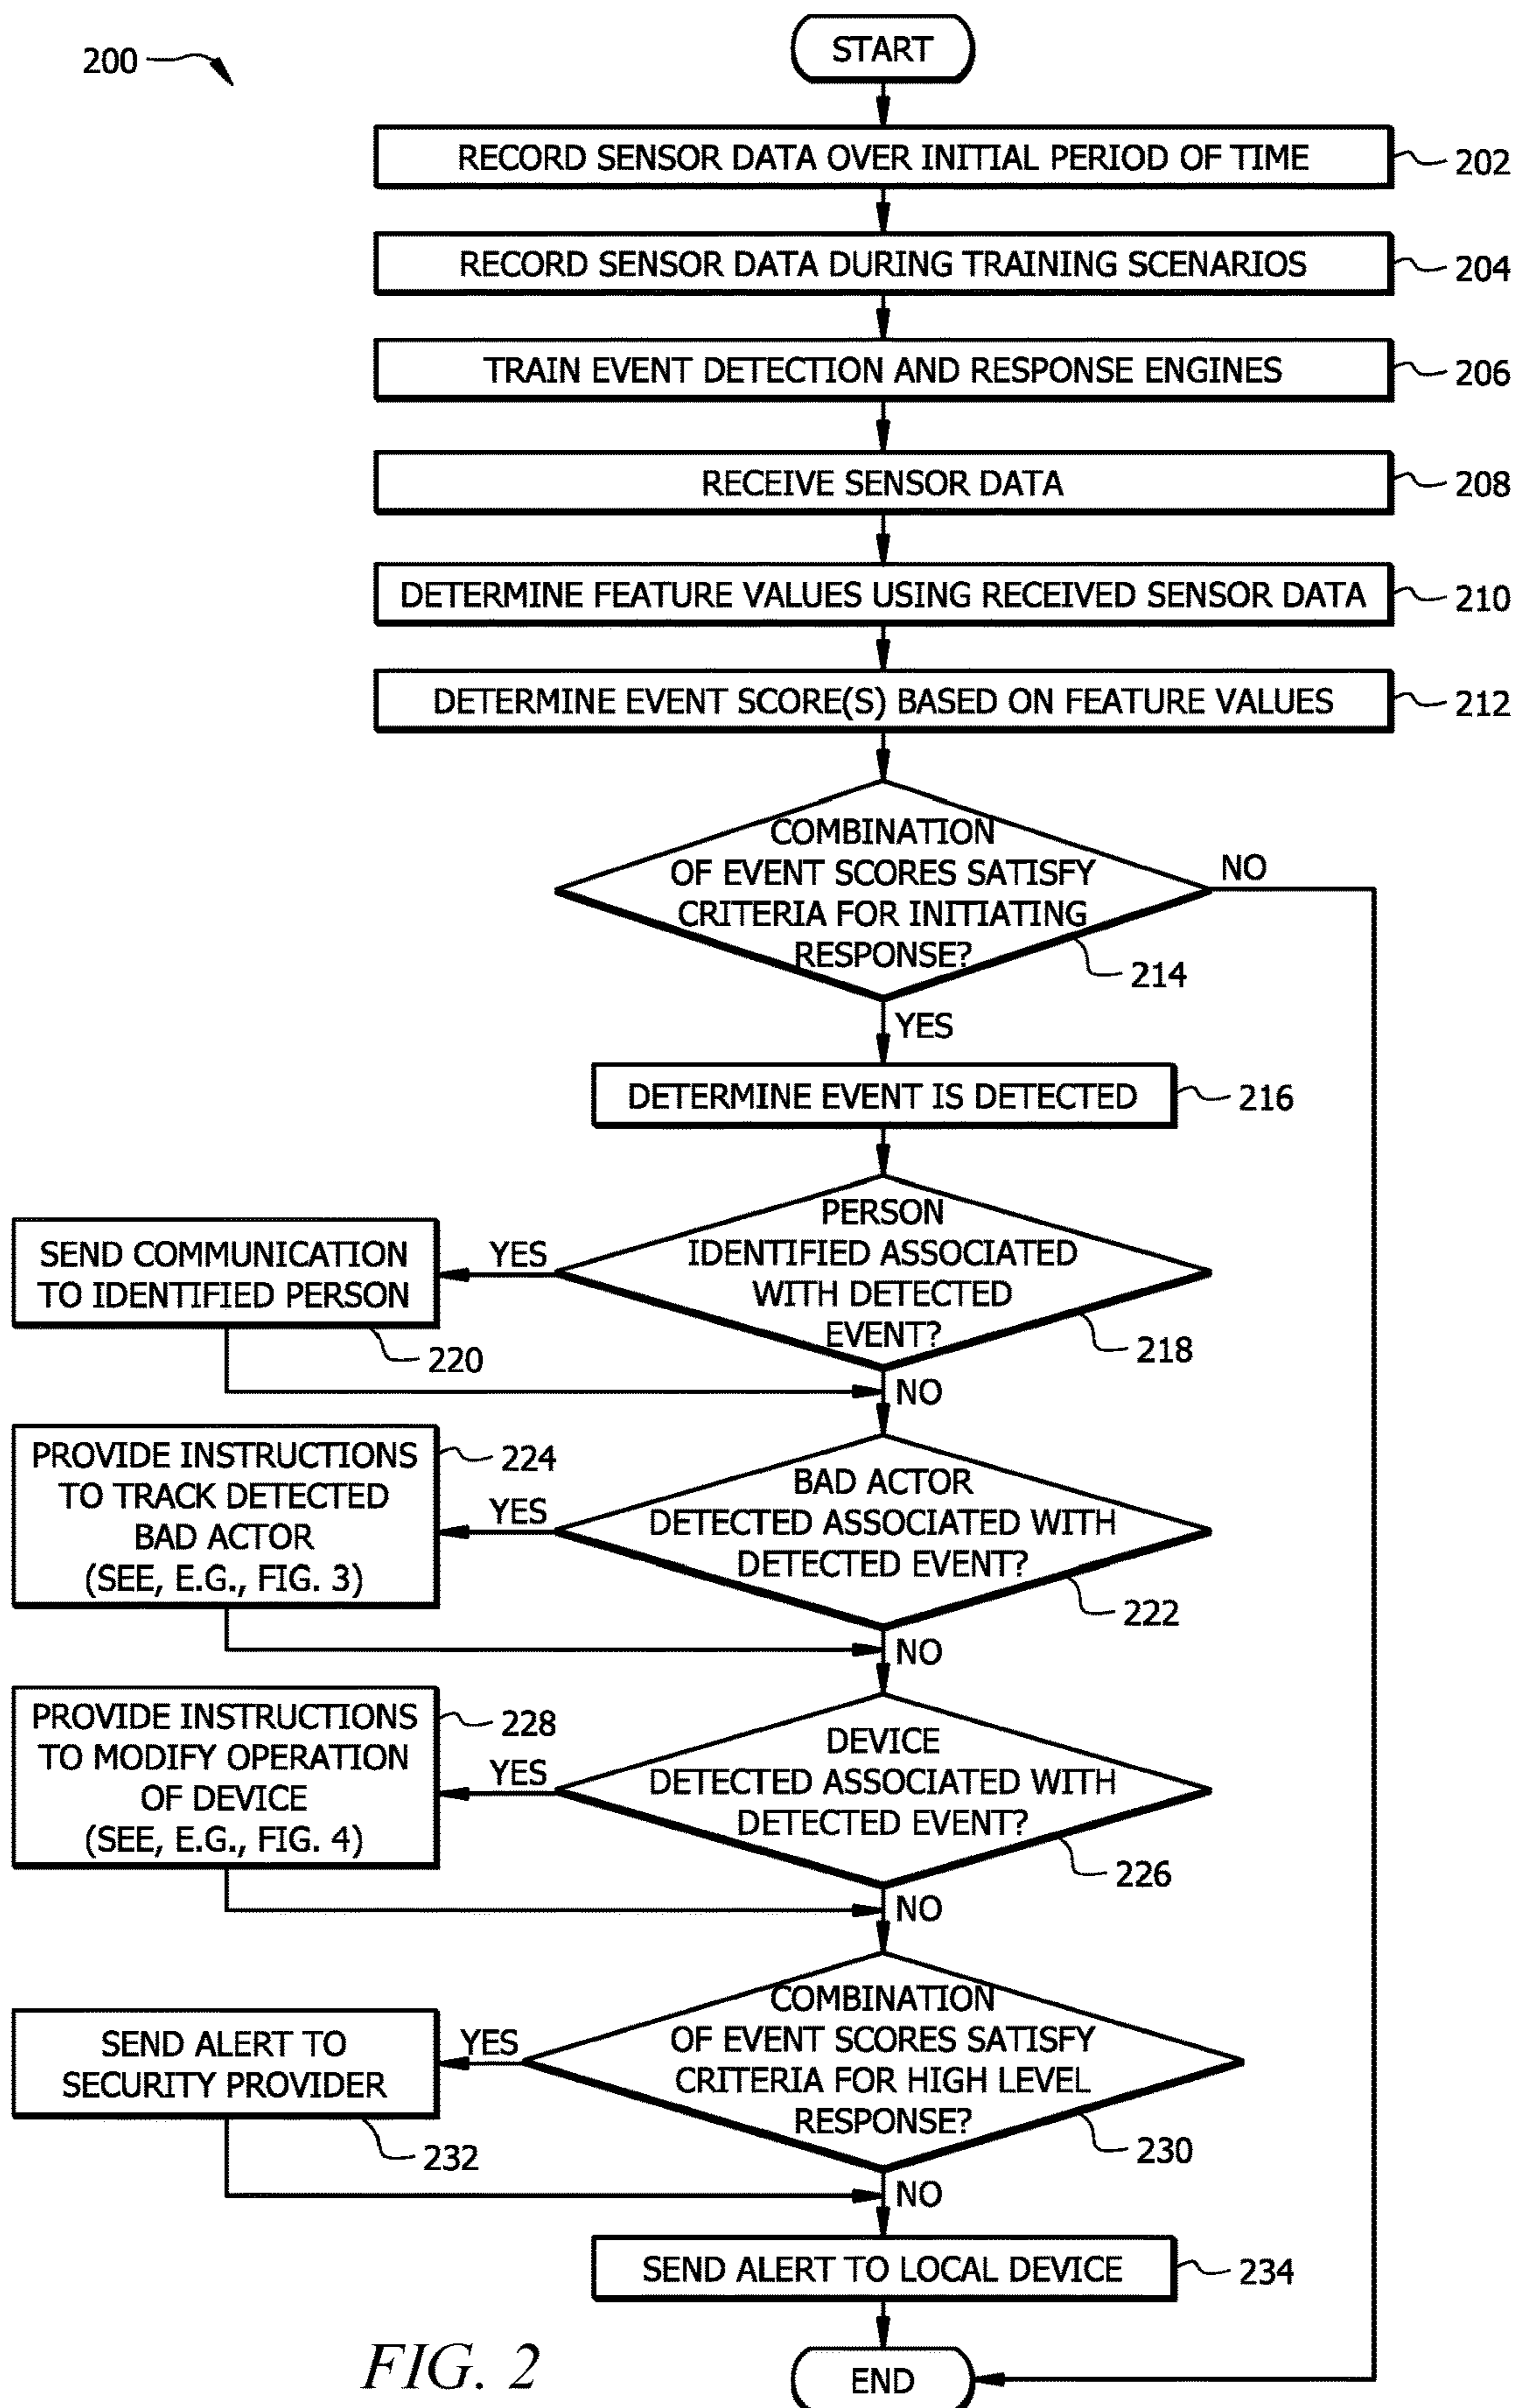 200
START
RECORD SENSOR DATA OVER INITIAL PERIOD OF TIME
202
RECORD SENSOR DATA DURING TRAINING SCENARIOS
204
TRAIN EVENT DETECTION AND RESPONSE ENGINES
206
RECEIVE SENSOR DATA
208
DETERMINE FEATURE VALUES USING RECEIVED SENSOR DATA
210
DETERMINE EVENT SCORE(S) BASED ON FEATURE VALUES
212
COMBINATION
OF EVENT SCORES SATISFY
CRITERIA FOR INITIATING
RESPONSE?
NO
214
YES
DETERMINE EVENT IS DETECTED
216
PERSON
IDENTIFIED ASSOCIATED
WITH DETECTED
EVENT?
218
YES
SEND COMMUNICATION
TO IDENTIFIED PERSON
220
NO
BAD ACTOR
DETECTED ASSOCIATED WITH
DETECTED EVENT?
222
YES
PROVIDE INSTRUCTIONS
TO TRACK DETECTED
BAD ACTOR
(SEE, E.G., FIG. 3)
224
NO
DEVICE
DETECTED ASSOCIATED WITH
DETECTED EVENT?
226
YES
PROVIDE INSTRUCTIONS
TO MODIFY OPERATION
OF DEVICE
(SEE, E.G., FIG. 4)
228
NO
COMBINATION
OF EVENT SCORES SATISFY
CRITERIA FOR HIGH LEVEL
RESPONSE?
230
YES
SEND ALERT TO
SECURITY PROVIDER
232
NO
SEND ALERT TO LOCAL DEVICE
234
END
FIG. 2